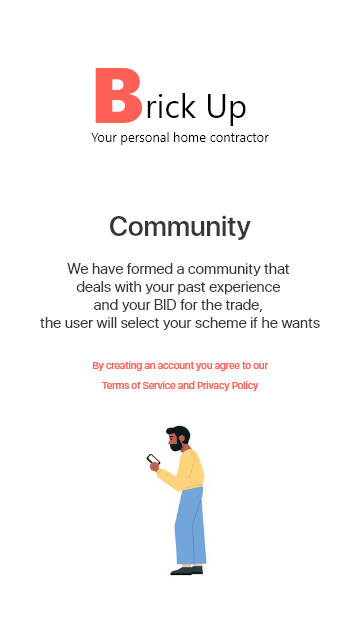 Brick Up
Your personal home contractor
Community
We have formed a community that
deals with your past experience
and your BID for the trade,
the user will select your scheme if he wants
By creating an account you agree to our
Terms of Service and Privacy Policy